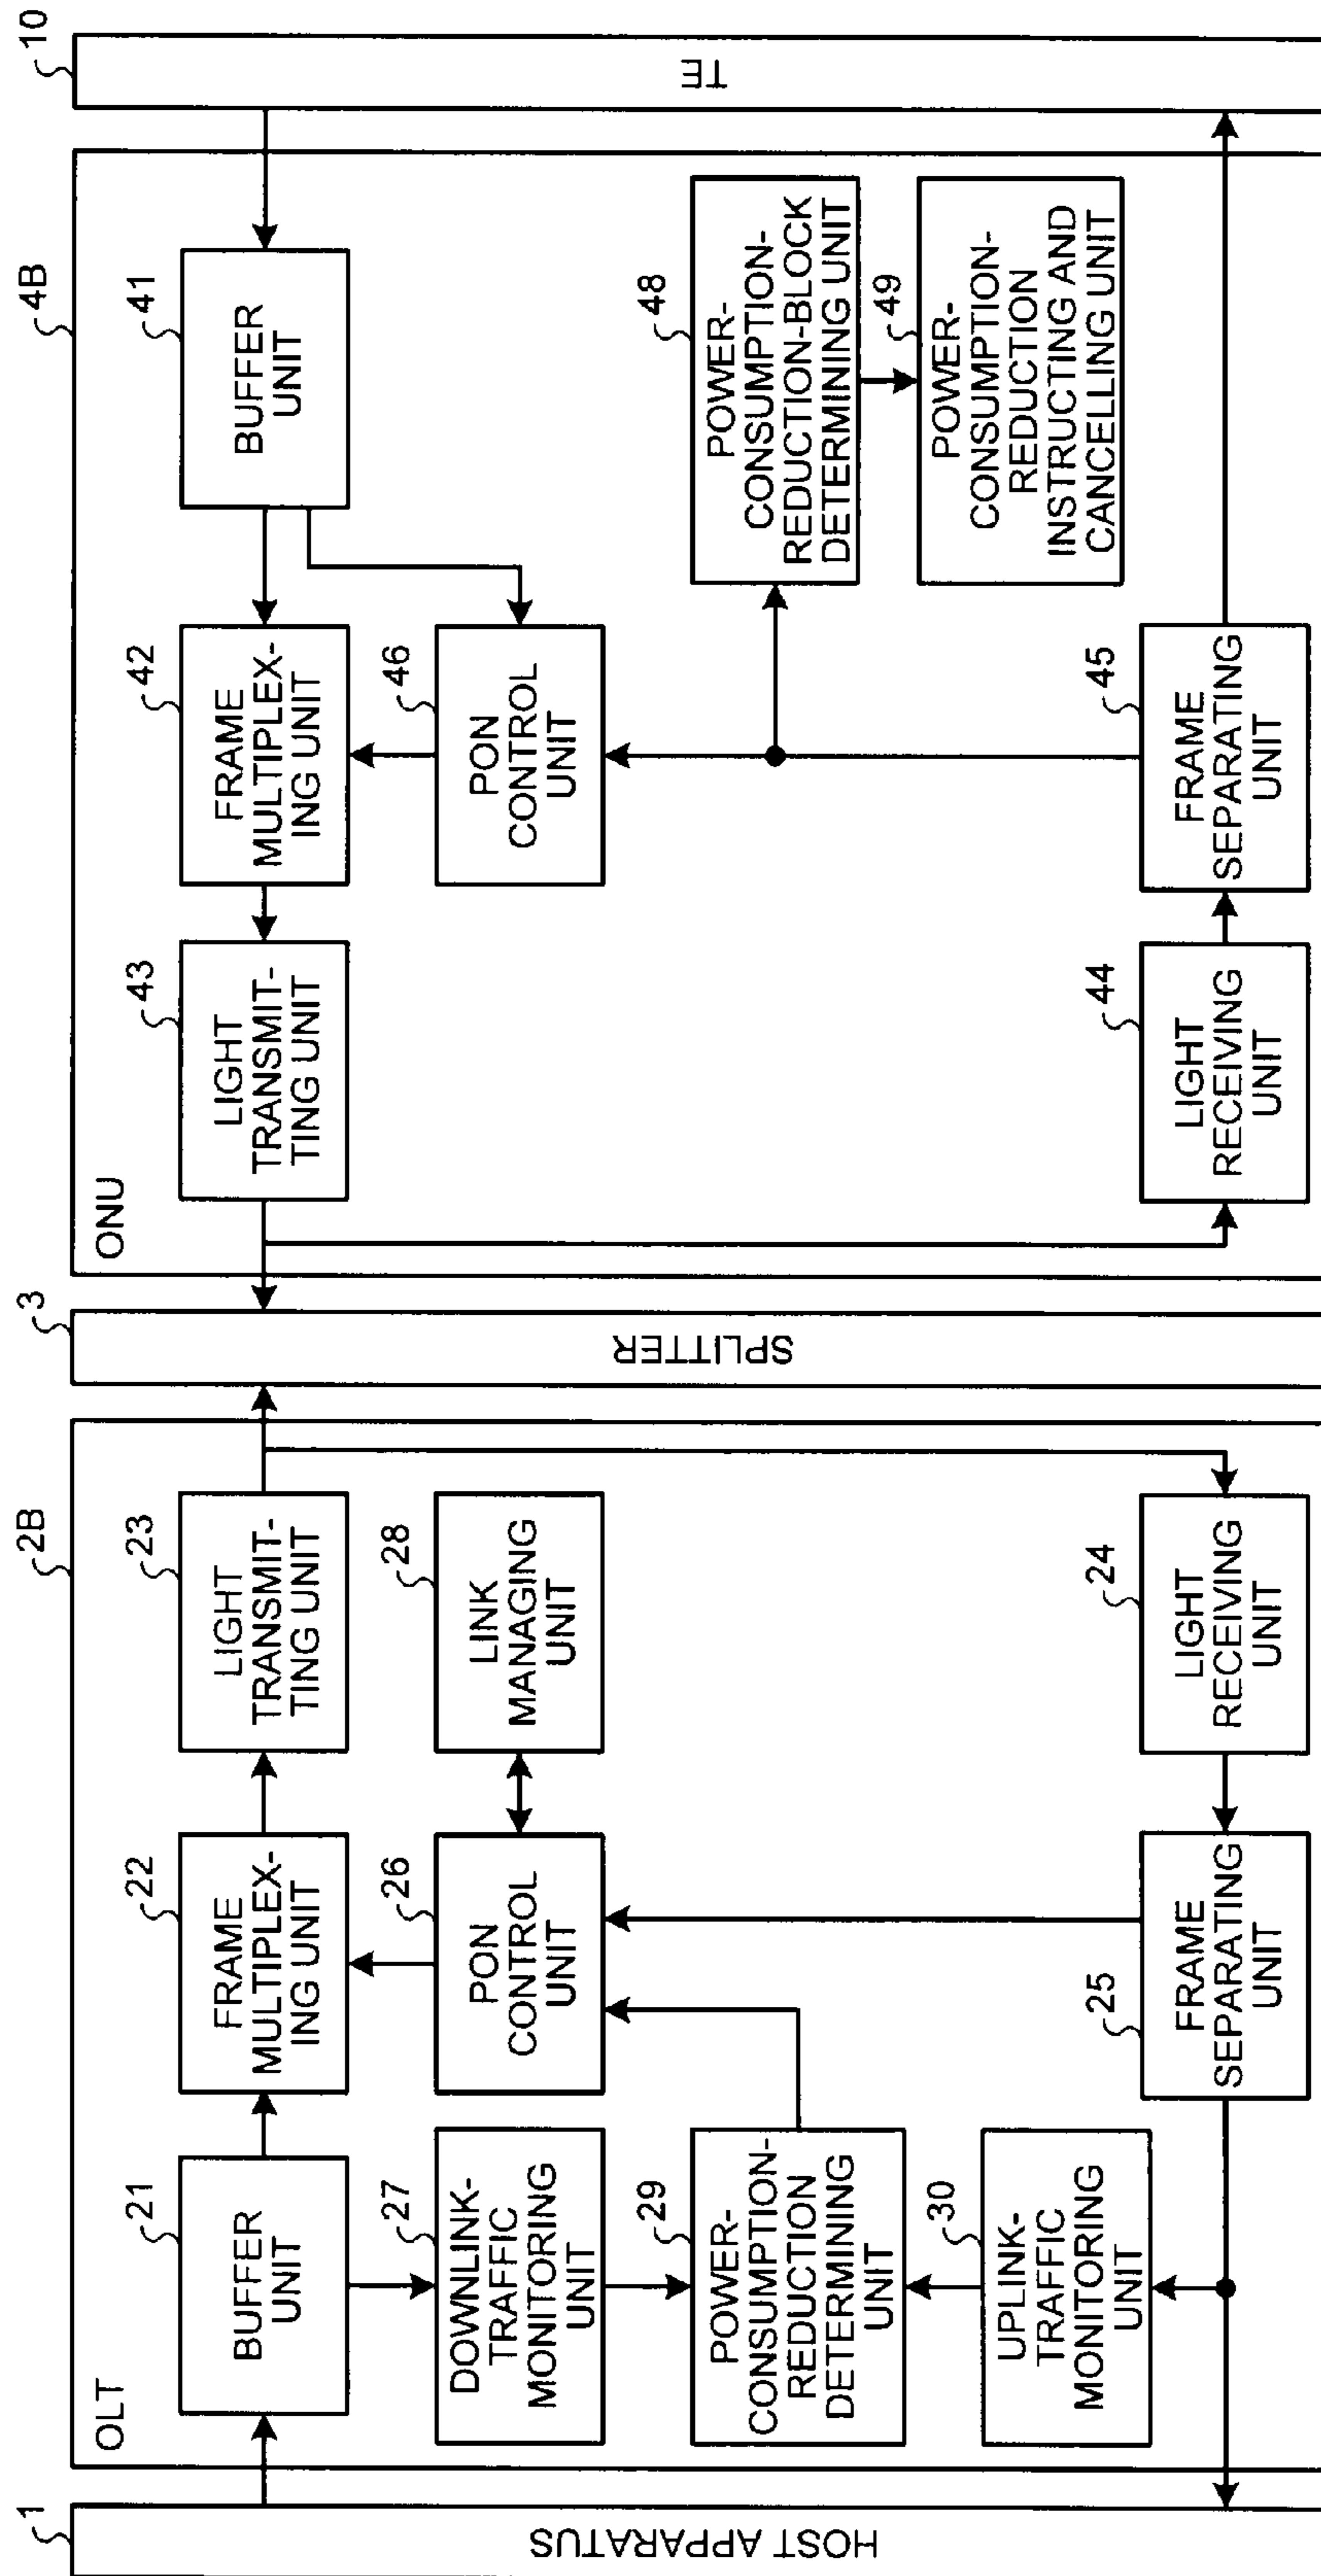 1
HOST APPARATUS
2B
OLT
21
BUFFER
UNIT
22
FRAME
MULTIPLEX-
ING UNIT
23
LIGHT
TRANSMIT-
TING UNIT
27
DOWNLINK-
TRAFFIC
MONITORING
UNIT
26
PON
CONTROL
UNIT
28
LINK
MANAGING
UNIT
29
POWER-
CONSUMPTION-
REDUCTION
DETERMINING
UNIT
30
UPLINK-
TRAFFIC
MONITORING
UNIT
25
FRAME
SEPARATING
UNIT
24
LIGHT
RECEIVING
UNIT
3
SPLITTER
4B
ONU
43
LIGHT
TRANSMIT-
TING UNIT
42
FRAME
MULTIPLEX-
ING UNIT
41
BUFFER
UNIT
46
PON
CONTROL
UNIT
48
POWER-
CONSUMPTION-
REDUCTION-BLOCK
DETERMINING UNIT
49
POWER-
CONSUMPTION-
REDUCTION
INSTRUCTING AND
CANCELLING UNIT
44
LIGHT
RECEIVING
UNIT
45
FRAME
SEPARATING
UNIT
10
TE